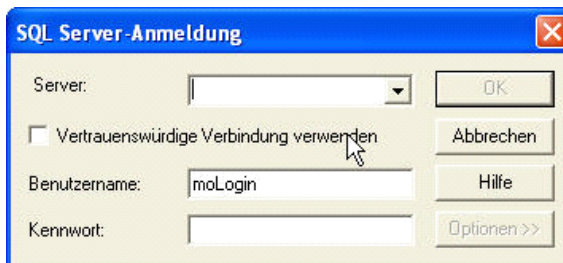 SQL Server-Anmeldung
Server:
OK
Vertrauenswürdige Verbindung verwenden
Abbrechen
Benutzername:
moLogin
Hilfe
Kennwort:
Optionen >>